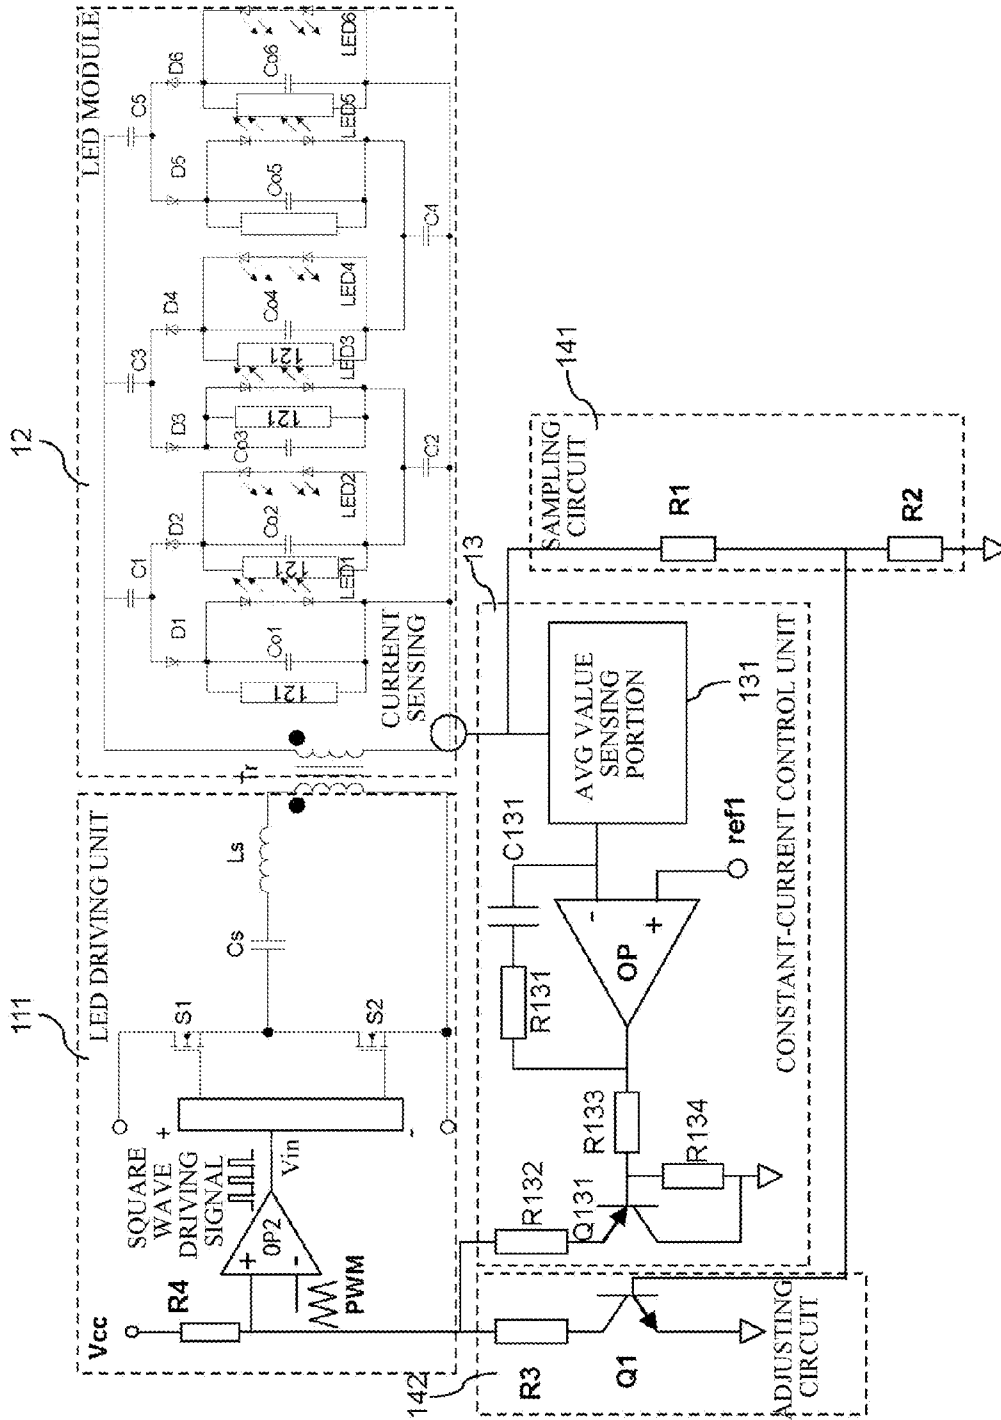 111
LED DRIVING UNIT
Vcc
R4
SQUARE
WAVE
DRIVING
SIGNAL
OP2
+
-
PWM
Vin
+
-
S1
S2
Cs
Ls
Tr
12
LED MODULE
C1
C3
C5
D1
D2
D3
D4
D5
D6
121
Co1
LED1
121
Co2
LED2
Co3
121
LED3
121
Co4
LED4
Co5
LED5
Co6
LED6
C2
C4
CURRENT
SENSING
142
R3
Q1
ADJUSTING
CIRCUIT
R132
Q131
R133
R134
R131
C131
OP
-
+
ref1
AVG VALUE
SENSING
PORTION
131
13
CONSTANT-CURRENT CONTROL UNIT
SAMPLING
CIRCUIT
141
R1
R2